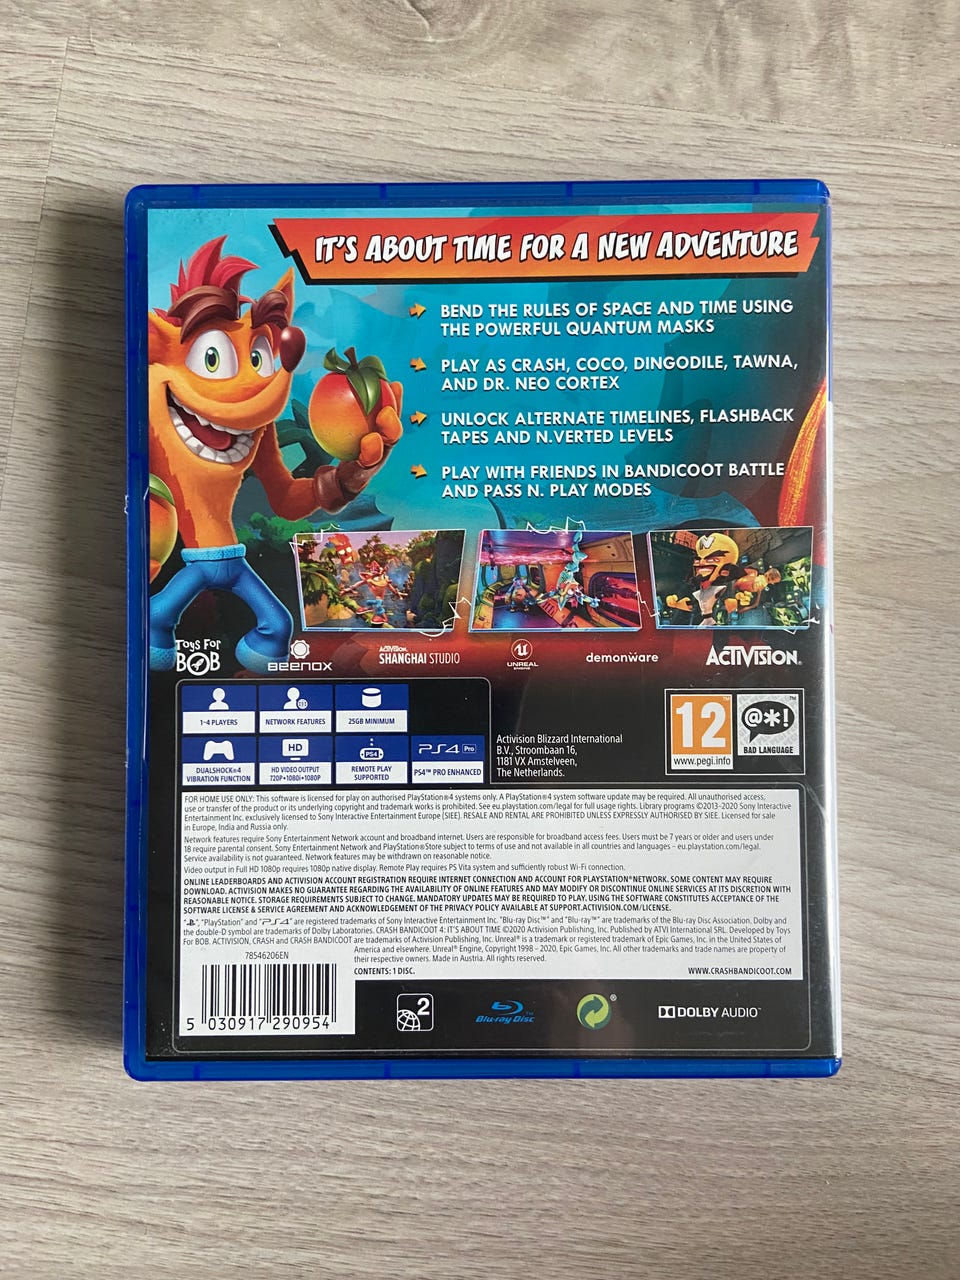 IT'S ABOUT TIME FOR A NEW ADVENTURE
BEND THE RULES OF SPACE AND TIME USING
THE POWERFUL QUANTUM MASKS
PLAY AS CRASH, COCO, DINGODILE, TAWNA,
AND DR. NEO CORTEX
UNLOCK ALTERNATE TIMELINES, FLASHBACK
TAPES AND N.VERTED LEVELS
PLAY WITH FRIENDS IN BANDICOOT BATTLE
AND PASS N. PLAY MODES
Toys For
BOB
Beenox
ACTIVISION
SHANGHAI STUDIO
UNREAL
ENGINE
demonware
ACTIVISION®
1-4 PLAYERS
NETWORK FEATURES
25GB MINIMUM
DUALSHOCK®4
VIBRATION FUNCTION
HD
HD VIDEO OUTPUT
720P•1080i•1080P
PS4
REMOTE PLAY
SUPPORTED
PS4 Pro
PS4™ PRO ENHANCED
Activision Blizzard International
B.V., Stroombaan 16,
1181 VX Amstelveen,
The Netherlands.
12
www.pegi.info
@*!
BAD LANGUAGE
FOR HOME USE ONLY: This software is licensed for play on authorised PlayStation®4 systems only. A PlayStation®4 system software update may be required. All unauthorised access,
use or transfer of the product or its underlying copyright and trademark works is prohibited. See eu.playstation.com/legal for full usage rights. Library programs ©2013-2020 Sony Interactive
Entertainment Inc. exclusively licensed to Sony Interactive Entertainment Europe (SIEE). RESALE AND RENTAL ARE PROHIBITED UNLESS EXPRESSLY AUTHORISED BY SIEE. Licensed for sale
in Europe, India and Russia only.
Network features require Sony Entertainment Network account and broadband internet. Users are responsible for broadband access fees. Users must be 7 years or older and users under
18 require parental consent. Sony Entertainment Network and PlayStation®Store subject to terms of use and not available in all countries and languages – eu.playstation.com/legal.
Service availability is not guaranteed. Network features may be withdrawn on reasonable notice.
Video output in Full HD 1080p requires 1080p native display. Remote Play requires PS Vita system and sufficiently robust Wi-Fi connection.
ONLINE LEADERBOARDS AND ACTIVISION ACCOUNT REGISTRATION REQUIRE INTERNET CONNECTION AND ACCOUNT FOR PLAYSTATION®NETWORK. SOME CONTENT MAY REQUIRE
DOWNLOAD. ACTIVISION MAKES NO GUARANTEE REGARDING THE AVAILABILITY OF ONLINE FEATURES AND MAY MODIFY OR DISCONTINUE ONLINE SERVICES AT ITS DISCRETION WITH
REASONABLE NOTICE. STORAGE REQUIREMENTS SUBJECT TO CHANGE. MANDATORY UPDATES MAY BE REQUIRED TO PLAY. USING THE SOFTWARE CONSTITUTES ACCEPTANCE OF THE
SOFTWARE LICENSE & SERVICE AGREEMENT AND ACKNOWLEDGEMENT OF THE PRIVACY POLICY AVAILABLE AT SUPPORT.ACTIVISION.COM/LICENSE.
"PlayStation" and "PS4" are registered trademarks of Sony Interactive Entertainment Inc. "Blu-ray Disc™" and "Blu-ray™" are trademarks of the Blu-ray Disc Association. Dolby and
the double-D symbol are trademarks of Dolby Laboratories. CRASH BANDICOOT 4: IT'S ABOUT TIME ©2020 Activision Publishing, Inc. Published by ATVI International SRL. Developed by Toys
For BOB. ACTIVISION, CRASH and CRASH BANDICOOT are trademarks of Activision Publishing, Inc. Unreal® is a trademark or registered trademark of Epic Games, Inc. in the United States of
America and elsewhere. Unreal® Engine, Copyright 1998 – 2020, Epic Games, Inc. All other trademarks and trade names are property of
their respective owners. Made in Austria. All rights reserved.
78546206EN
CONTENTS: 1 DISC.
WWW.CRASHBANDICOOT.COM
5 030917 290954
2
Blu-ray Disc™
®
DOLBY AUDIO™